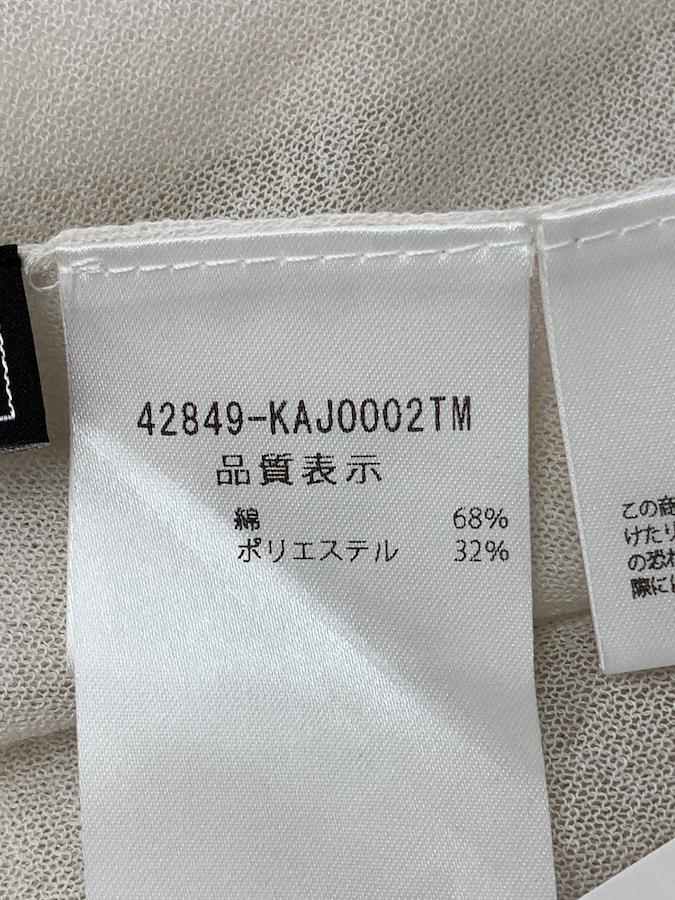 42849-KAJ0002TM
品質表示
綿 68%
ポリエステル 32%
この商
けたり
の恐れ
際には